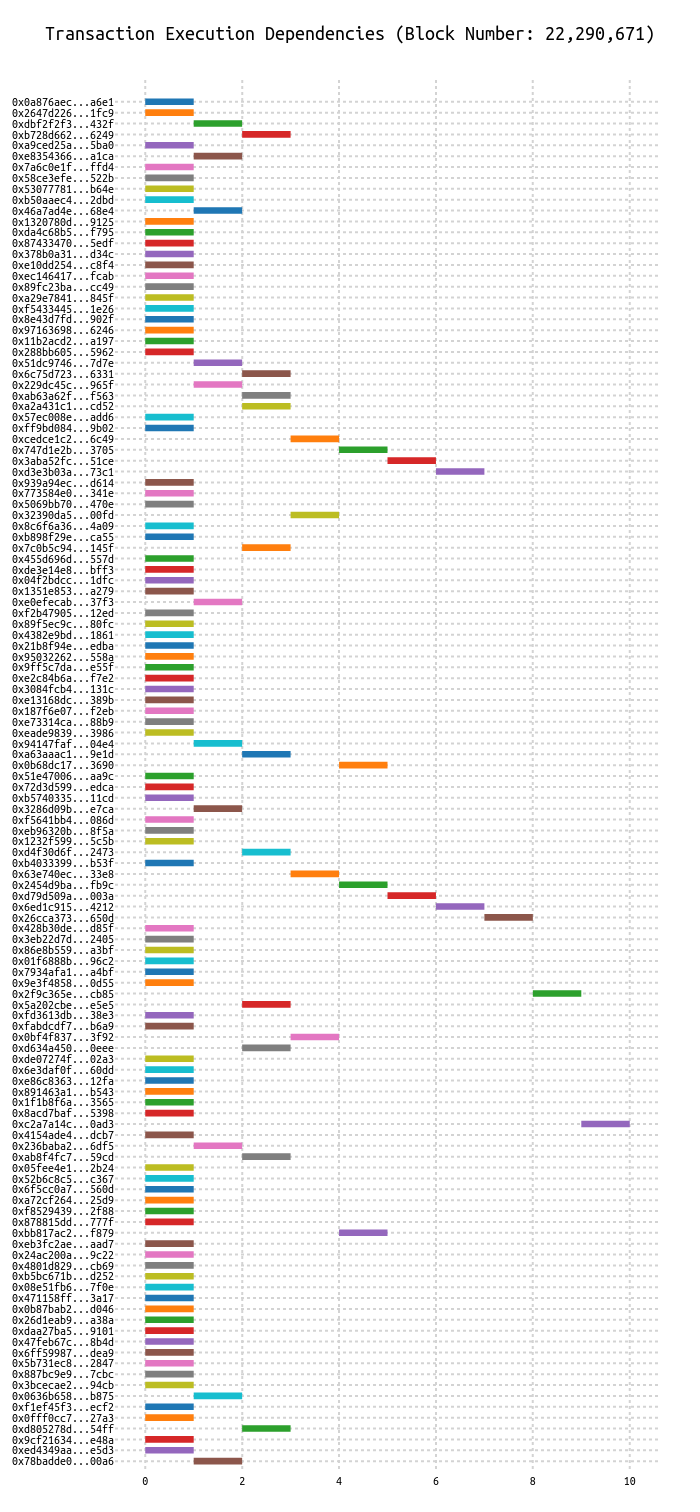 Transaction Execution Dependencies (Block Number: 22,290,671)
0x0a876aec...a6e1
0x2647d226...1fc9
0xdbf2f2f3...432f
0xb728d662...6249
0xa9ced25a...5ba0
0xe8354366...a1ca
0x7a6c0e1f...ffd4
0x58ce3efe...522b
0x53077781...b64e
0xb50aaec4...2dbd
0x46a7ad4e...68e4
0x1320780d...9125
0xda4c68b5...f795
0x87433470...5edf
0x378b0a31...d34c
0xe10dd254...c8f4
0xec146417...fcab
0x89fc23ba...cc49
0xa29e7841...845f
0xf5433445...1e26
0x8e43d7fd...902f
0x97163698...6246
0x11b2acd2...a197
0x288bb605...5962
0x51dc9746...7d7e
0x6c75d723...6331
0x229dc45c...965f
0xab63a62f...f563
0xa2a431c1...cd52
0x57ec008e...add6
0xff9bd084...9b02
0xcedce1c2...6c49
0x747d1e2b...3705
0x3aba52fc...51ce
0xd3e3b03a...73c1
0x939a94ec...d614
0x773584e0...341e
0x5069bb70...470e
0x32390da5...00fd
0x8c6f6a36...4a09
0xb898f29e...ca55
0x7c0b5c94...145f
0x455d696d...557d
0xde3e14e8...bff3
0x04f2bdcc...1dfc
0x1351e853...a279
0xe0efecab...37f3
0xf2b47905...12ed
0x89f5ec9c...80fc
0x4382e9bd...1861
0x21b8f94e...edba
0x95032262...558a
0x9ff5c7da...e55f
0xe2c84b6a...f7e2
0x3084fcb4...131c
0xe13168dc...389b
0x187f6e07...f2eb
0xe73314ca...88b9
0xeade9839...3986
0x94147faf...04e4
0xa63aaac1...9e1d
0x0b68dc17...3690
0x51e47006...aa9c
0x72d3d599...edca
0xb5740335...11cd
0x3286d09b...e7ca
0xf5641bb4...086d
0xeb96320b...8f5a
0x1232f599...5c5b
0xd4f30d6f...2473
0xb4033399...b53f
0x63e740ec...33e8
0x2454d9ba...fb9c
0xd79d509a...003a
0x6ed1c915...4212
0x26cca373...650d
0x428b30de...d85f
0x3eb22d7d...2405
0x86e8b559...a3bf
0x01f6888b...96c2
0x7934afa1...a4bf
0x9e3f4858...0d55
0x2f9c365e...cb85
0x5a202cbe...e5e5
0xfd3613db...38e3
0xfabdcdf7...b6a9
0x0bf4f837...3f92
0xd634a450...0eee
0xde07274f...02a3
0x6e3daf0f...60dd
0xe86c8363...12fa
0x891463a1...b543
0x1f1b8f6a...3565
0x8acd7baf...5398
0xc2a7a14c...0ad3
0x4154ade4...dcb7
0x236baba2...6df5
0xab8f4fc7...59cd
0x05fee4e1...2b24
0x52b6c8c5...c367
0x6f5cc0a7...560d
0xa72cf264...25d9
0xf8529439...2f88
0x878815dd...777f
0xbb817ac2...f879
0xeb3fc2ae...aad7
0x24ac200a...9c22
0x4801d829...cb69
0xb5bc671b...d252
0x08e51fb6...7f0e
0x471158ff...3a17
0x0b87bab2...d046
0x26d1eab9...a38a
0xdaa27ba5...9101
0x47feb67c...8b4d
0x6ff59987...dea9
0x5b731ec8...2847
0x887bc9e9...7cbc
0x3bcecae2...94cb
0x0636b658...b875
0xf1ef45f3...ecf2
0x0fff0cc7...27a3
0xd805278d...54ff
0x9cf21634...e48a
0xed4349aa...e5d3
0x78badde0...00a6
0 2 4 6 8 10